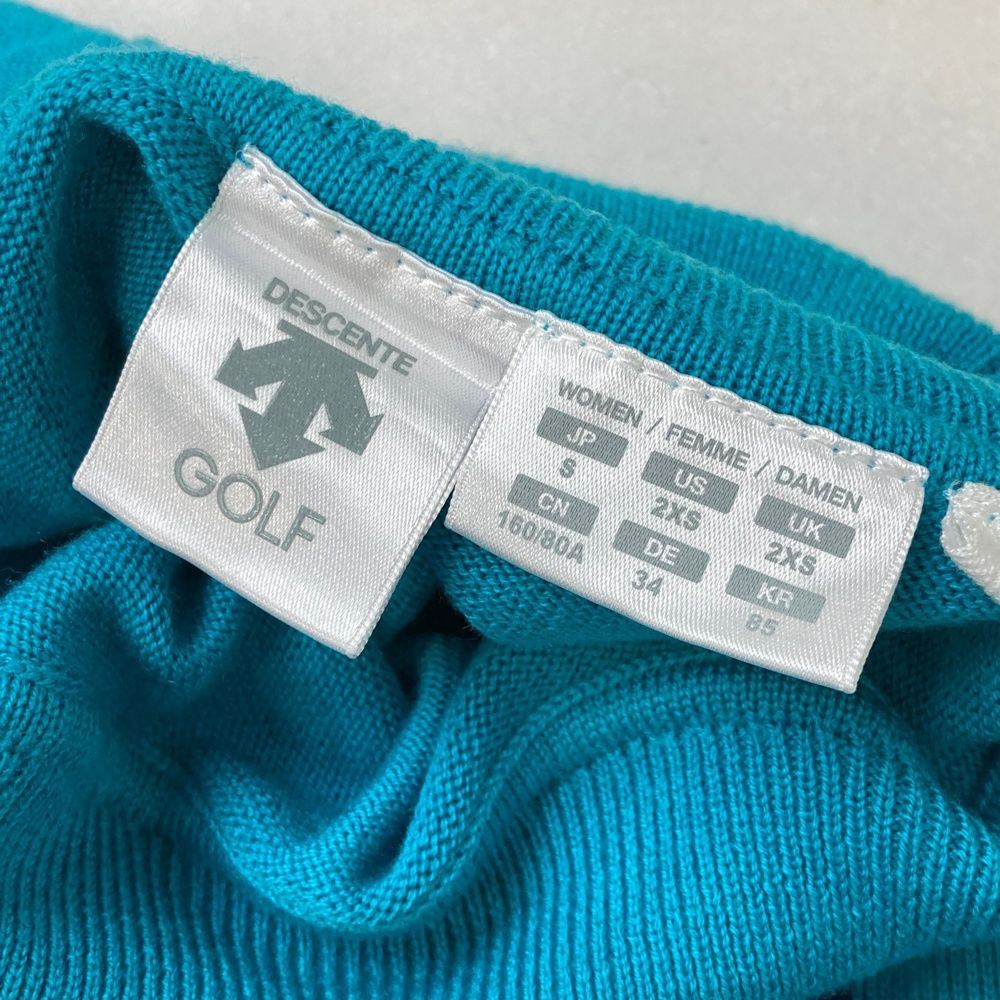 DESCENTE
GOLF
WOMEN / FEMME / DAMEN
JP US UK
S 2XS 2XS
CN DE KR
160/80A 34 85